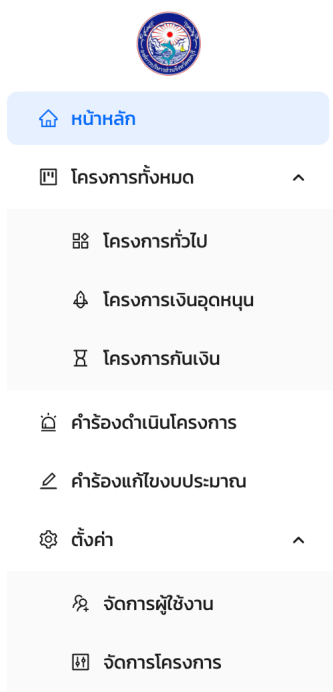 หน้าหลัก
โครงการทั้งหมด
โครงการทั่วไป
โครงการเงินอุดหนุน
โครงการกันเงิน
คำร้องดำเนินโครงการ
คำร้องแก้ไขงบประมาณ
ตั้งค่า
จัดการผู้ใช้งาน
จัดการโครงการ